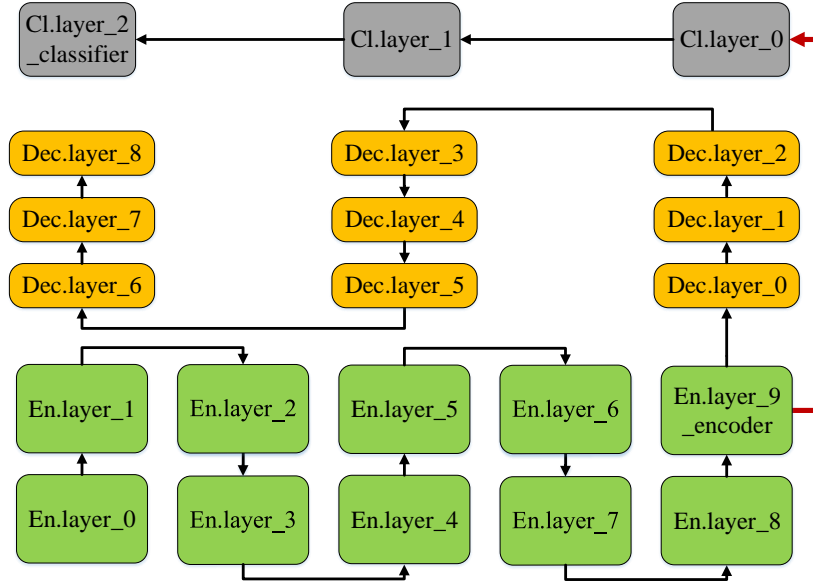 Cl.layer_2
_classifier
Cl.layer_1
Cl.layer_0
Dec.layer_8
Dec.layer_3
Dec.layer_2
Dec.layer_7
Dec.layer_4
Dec.layer_1
Dec.layer_6
Dec.layer_5
Dec.layer_0
En.layer_1
En.layer_2
En.layer_5
En.layer_6
En.layer_9
_encoder
En.layer_0
En.layer_3
En.layer_4
En.layer_7
En.layer_8